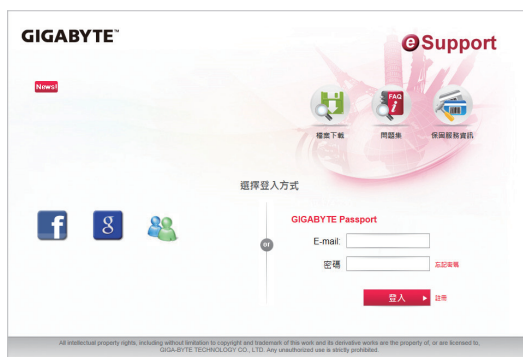 GIGABYTE™
eSupport
News!
FAQ
檔案下載
問題集
保固服務資訊
選擇登入方式
f
g
or
GIGABYTE Passport
E-mail:
密碼
忘記密碼
登入
註冊
All intellectual property rights, including without limitation to copyright and trademark of this work and its derivative works are the property of, or are licensed to,
GIGA-BYTE TECHNOLOGY CO., LTD. Any unauthorized use is strictly prohibited.